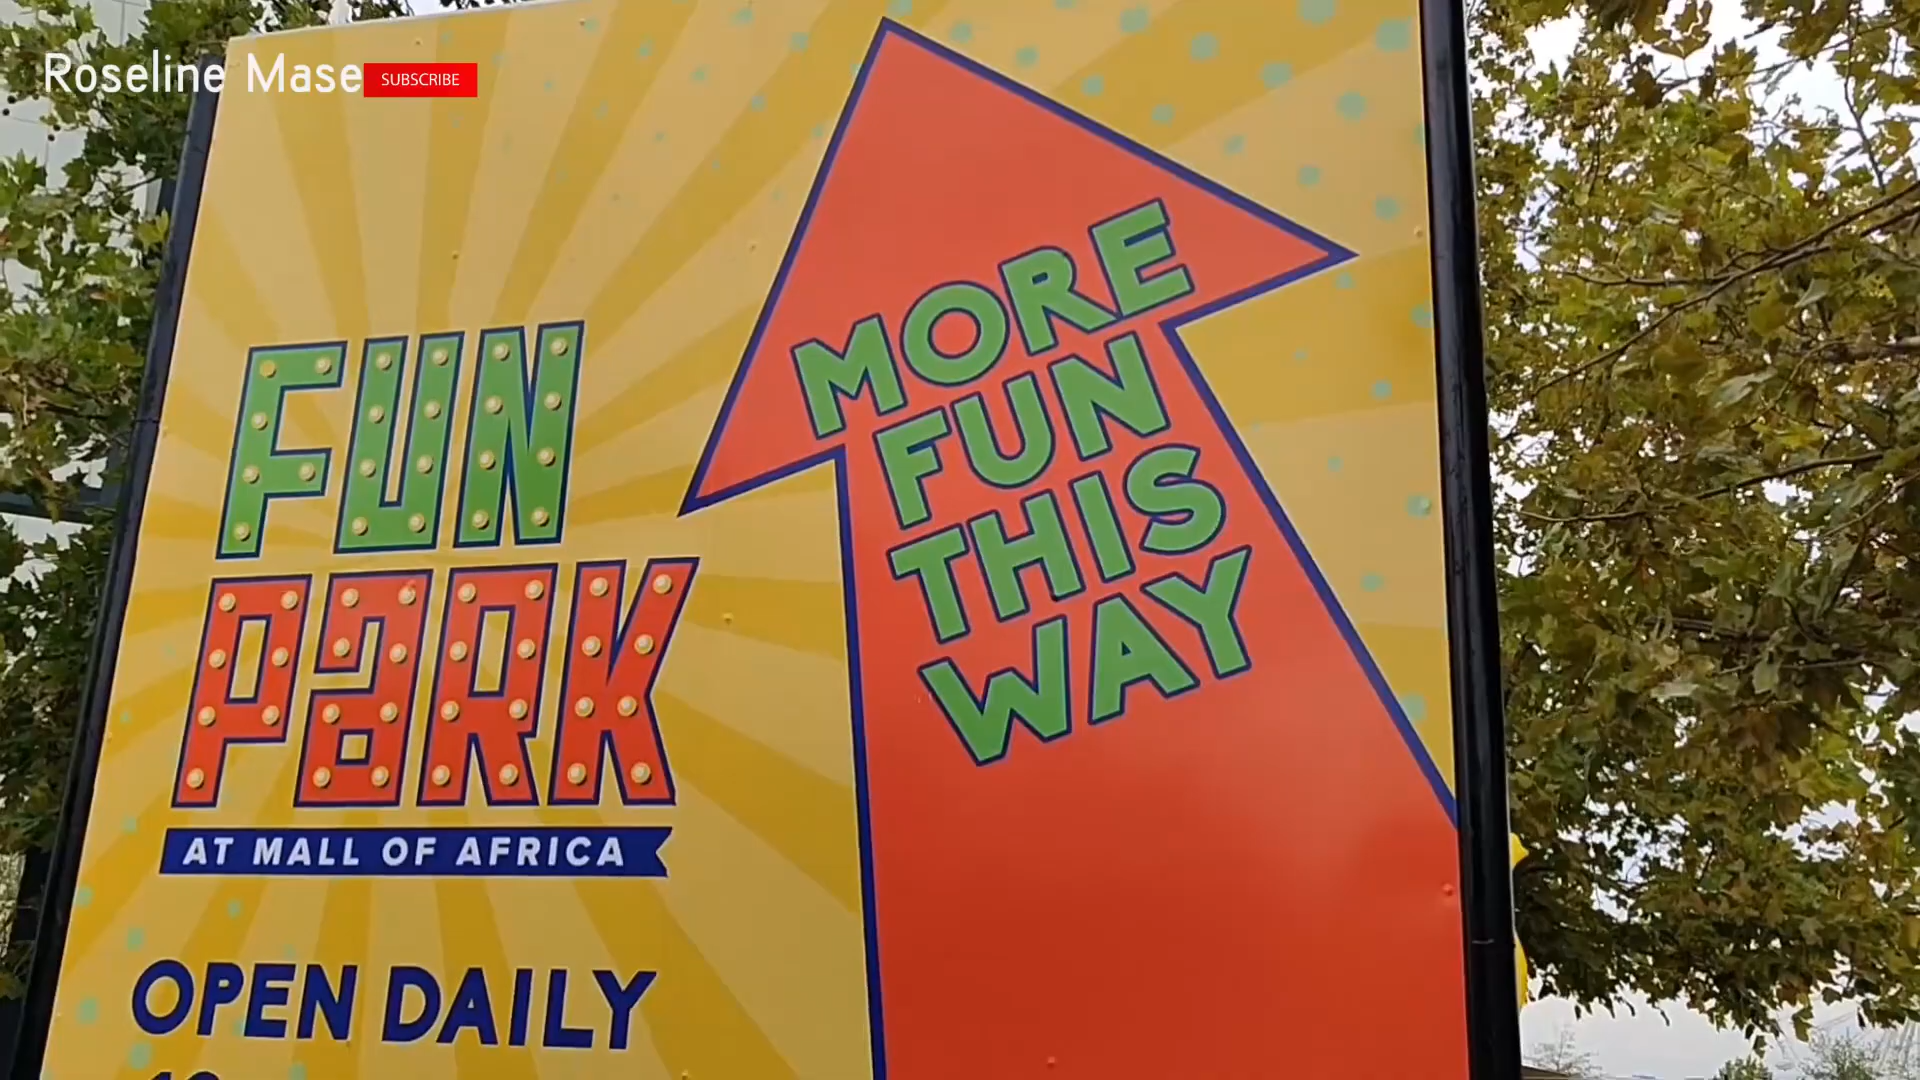 Roseline Mase
SUBSCRIBE
FUN
PaRK
AT MALL OF AFRICA
OPEN DAILY
MORE
FUN
THIS
WAY